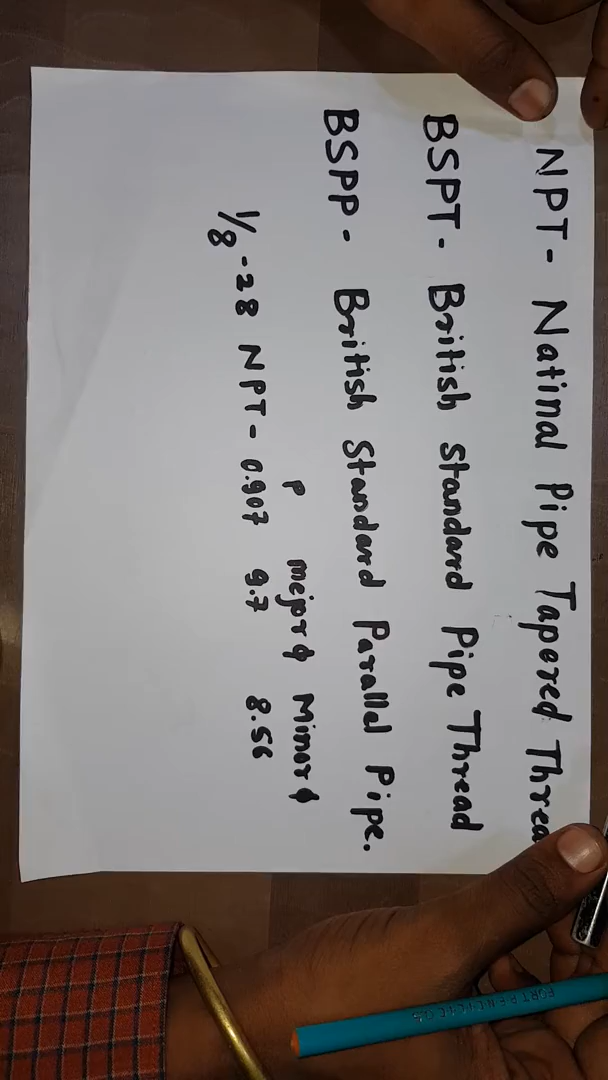 NPT- Natinal Pipe Tapered Threa
BSPT- British Standard Pipe Thread
BSPP- British Standard Parallel Pipe.
P mejor ϕ Minor ϕ
1/8 -28 NPT - 0.907 9.7 8.56